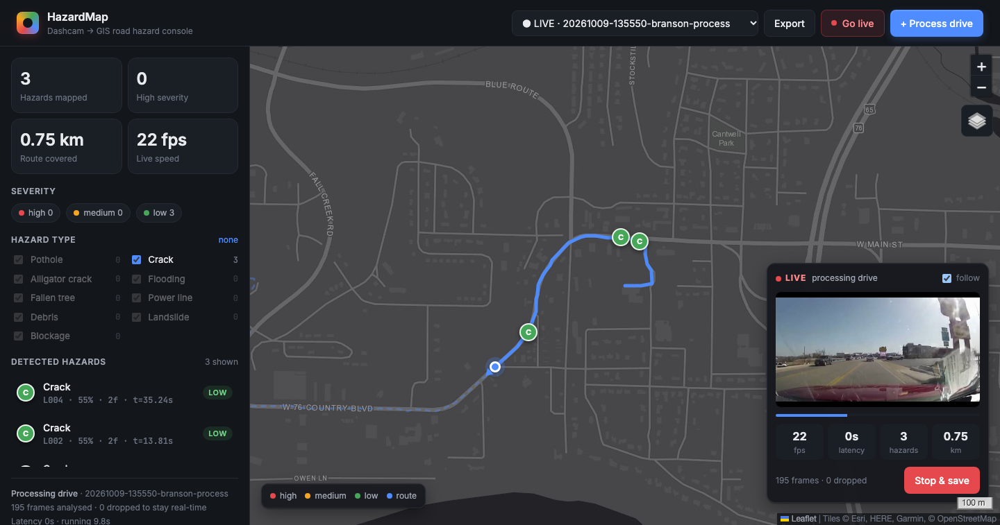 HazardMap
Dashcam → GIS road hazard console
LIVE · 20261009-135550-branson-process
Export
Go live
+ Process drive
3
Hazards mapped
0
High severity
0.75 km
Route covered
22 fps
Live speed
SEVERITY
high 0
medium 0
low 3
HAZARD TYPE
none
Pothole 0
Crack 3
Alligator crack 0
Flooding 0
Fallen tree 0
Power line 0
Debris 0
Landslide 0
Blockage 0
DETECTED HAZARDS
3 shown
C
Crack
L004 · 55% · 2f · t=35.24s
LOW
C
Crack
L002 · 55% · 2f · t=13.81s
LOW
Processing drive · 20261009-135550-branson-process
195 frames analysed · 0 dropped to stay real-time
Latency 0s · running 9.8s
BLUE ROUTE
STOCKSTIL
FALL CREEK RD
Cantwell
Park
65
76
W MAIN ST
C
C
C
W 76 COUNTRY BLVD
OWEN LN
high
medium
low
route
+
−
LIVE processing drive
follow
22
fps
0s
latency
3
hazards
0.75
km
195 frames · 0 dropped
Stop & save
100 m
Leaflet | Tiles © Esri, HERE, Garmin, © OpenStreetMap